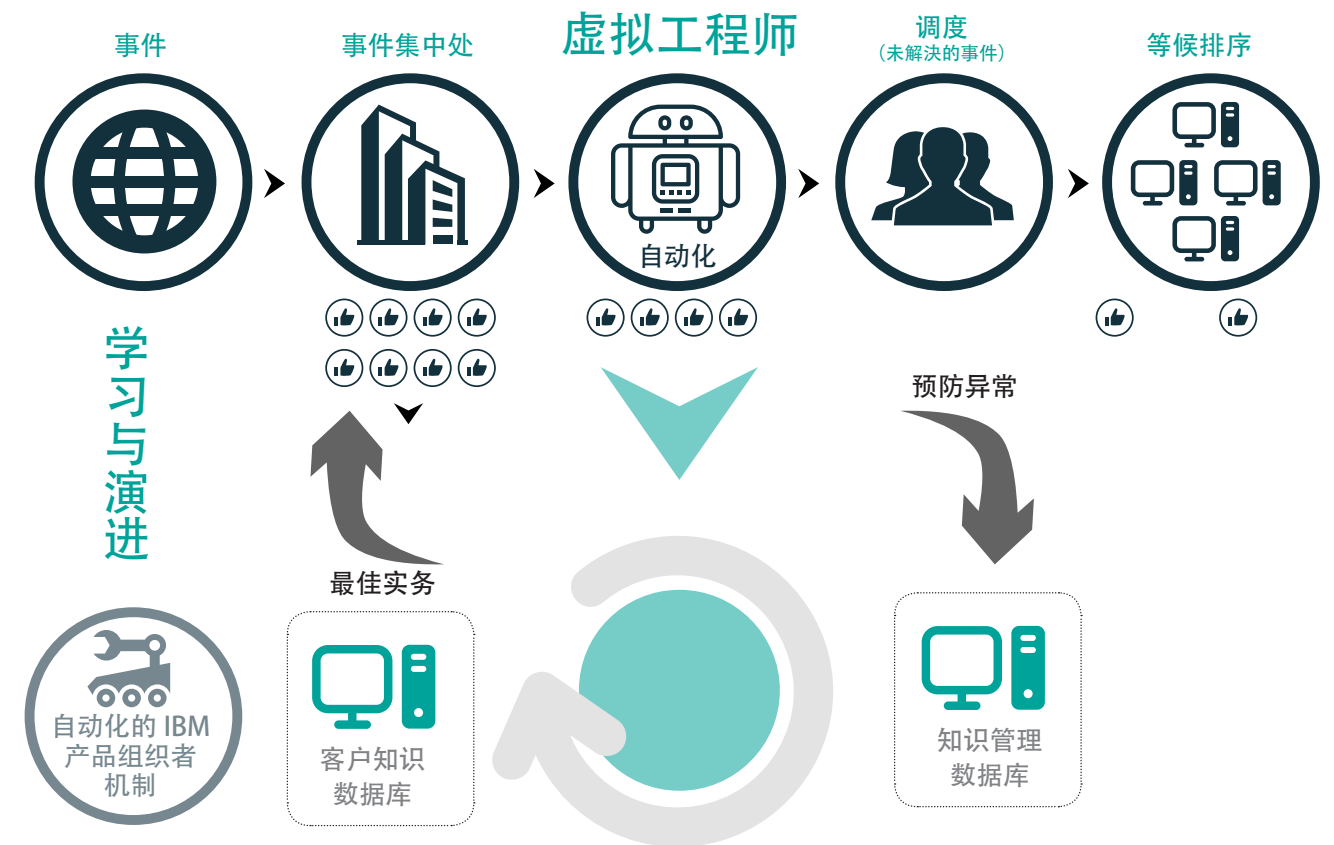 事件
事件集中处
虚拟工程师
调度
（未解決的事件）
等候排序
自动化
学习与演进
预防异常
最佳实务
自动化的 IBM
产品组织者
机制
客户知识
数据库
知识管理
数据库